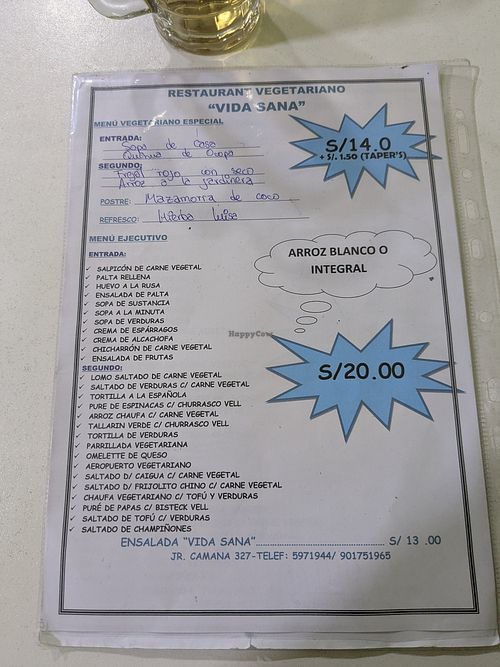 RESTAURANT VEGETARIANO
"VIDA SANA"
MENÚ VEGETARIANO ESPECIAL
ENTRADA:
Sopa de Casa
Quinua de Ocopa
SEGUNDO:
Frejol rojo con seco
Arroz a la jardinera
POSTRE: Mazamorra de coco
REFRESCO: Hierba luisa
S/14.0
+ S/. 1.50 (TAPER'S)
MENÚ EJECUTIVO
ENTRADA:
✓ SALPICÓN DE CARNE VEGETAL
✓ PALTA RELLENA
✓ HUEVO A LA RUSA
✓ ENSALADA DE PALTA
✓ SOPA DE SUSTANCIA
✓ SOPA A LA MINUTA
✓ SOPA DE VERDURAS
✓ CREMA DE ESPÁRRAGOS
✓ CREMA DE ALCACHOFA
✓ CHICHARRÓN DE CARNE VEGETAL
✓ ENSALADA DE FRUTAS
ARROZ BLANCO O
INTEGRAL
HappyCow
SEGUNDO:
✓ LOMO SALTADO DE CARNE VEGETAL
✓ SALTADO DE VERDURAS C/ CARNE VEGETAL
✓ TORTILLA A LA ESPAÑOLA
✓ PURE DE ESPINACAS C/ CHURRASCO VELL
✓ ARROZ CHAUFA C/ CARNE VEGETAL
✓ TALLARIN VERDE C/ CHURRASCO VELL
✓ TORTILLA DE VERDURAS
✓ PARRILLADA VEGETARIANA
✓ OMELETTE DE QUESO
✓ AEROPUERTO VEGETARIANO
✓ SALTADO D/ CAIGUA C/ CARNE VEGETAL
✓ SALTADO D/ FRIJOLITO CHINO C/ CARNE VEGETAL
✓ CHAUFA VEGETARIANO C/ TOFÚ Y VERDURAS
✓ PURÉ DE PAPAS C/ BISTECK VELL
✓ SALTADO DE TOFÚ C/ VERDURAS
✓ SALTADO DE CHAMPIÑONES
S/20.00
ENSALADA "VIDA SANA"........................................ S/ 13 .00
JR. CAMANA 327-TELEF: 5971944/ 901751965